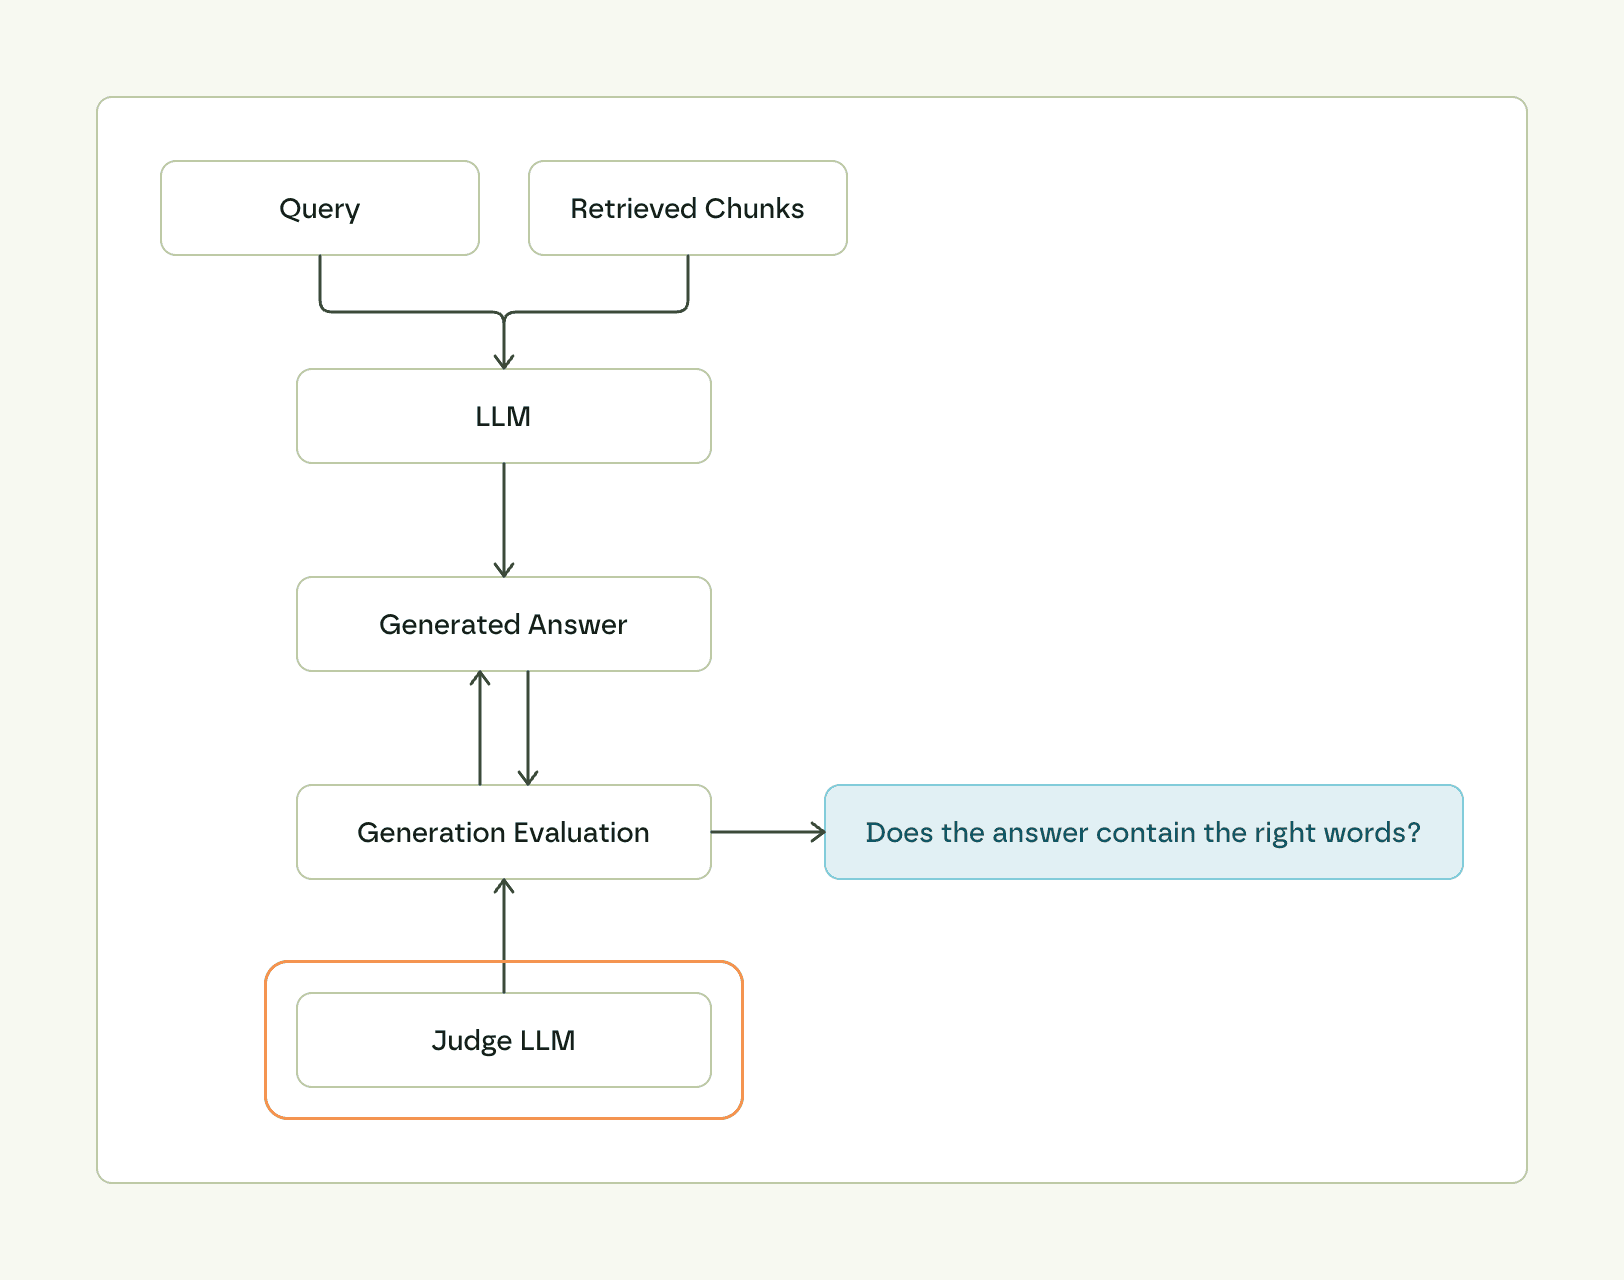 Query
Retrieved Chunks
LLM
Generated Answer
Generation Evaluation
Does the answer contain the right words?
Judge LLM